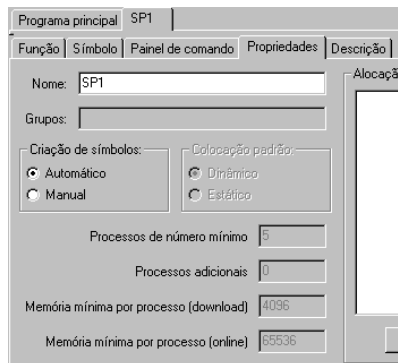 Programa principal SP1
Função Símbolo Painel de comando Propriedades Descrição
Nome: SP1
Alocaçã
Grupos:
Criação de símbolos: Colocação padrão:
Automático Dinâmico
Manual Estático
Processos de número mínimo 5
Processos adicionais 0
Memória mínima por processo (download) 4096
Memória mínima por processo (online) 65536